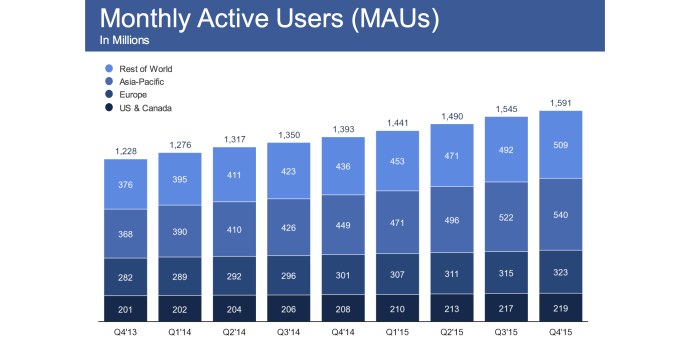 Monthly Active Users (MAUs)
In Millions
Rest of World
Asia-Pacific
Europe
US & Canada
1,228 1,276 1,317 1,350 1,393 1,441 1,490 1,545 1,591
376 395 411 423 436 453 471 492 509
368 390 410 426 449 471 496 522 540
282 289 292 296 301 307 311 315 323
201 202 204 206 208 210 213 217 219
Q4'13 Q1'14 Q2'14 Q3'14 Q4'14 Q1'15 Q2'15 Q3'15 Q4'15